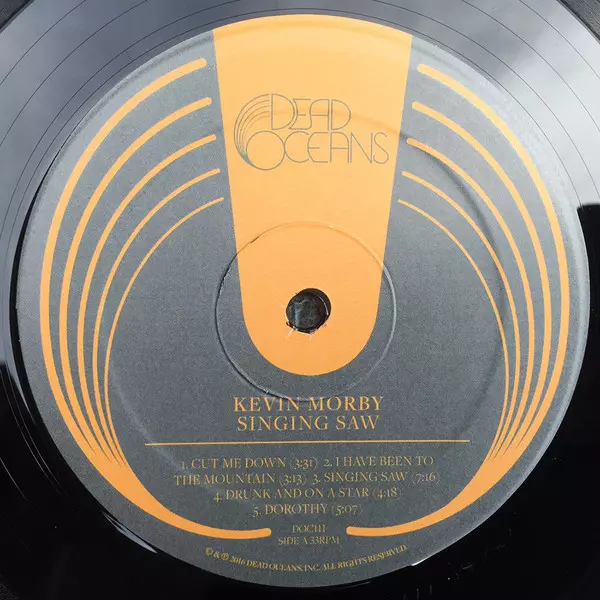 DEAD
OCEANS
KEVIN MORBY
SINGING SAW
1. CUT ME DOWN (3:31) 2. I HAVE BEEN TO
THE MOUNTAIN (3:13) 3. SINGING SAW (7:16)
4. DRUNK AND ON A STAR (4:18)
5. DOROTHY (5:07)
DOC111
SIDE A 33RPM
© & ℗ 2016 DEAD OCEANS, INC. ALL RIGHTS RESERVED.